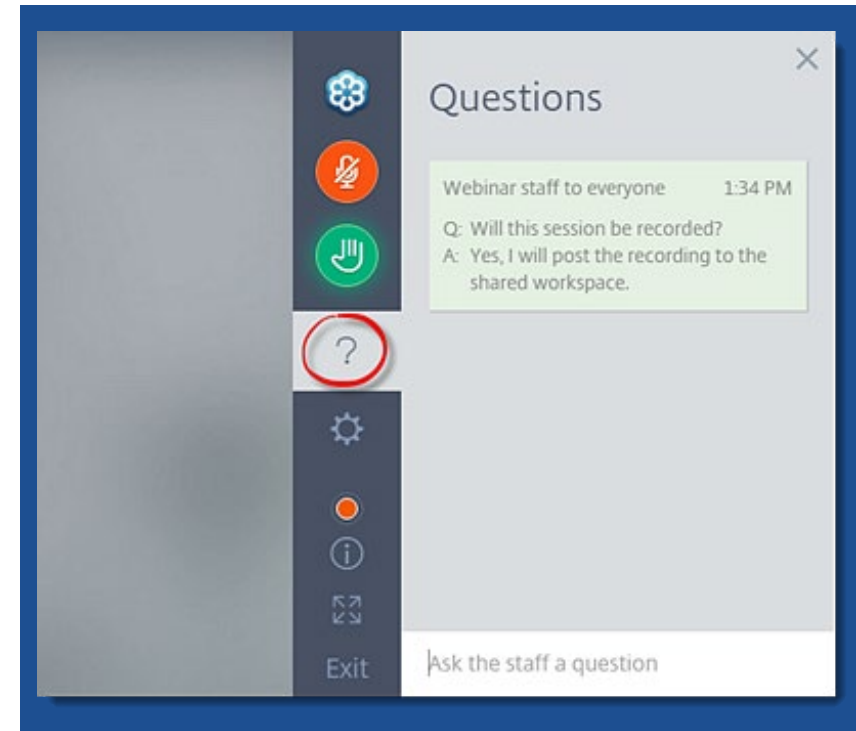 Questions
Webinar staff to everyone 1:34 PM
Q: Will this session be recorded?
A: Yes, I will post the recording to the
shared workspace.
?
Exit
Ask the staff a question